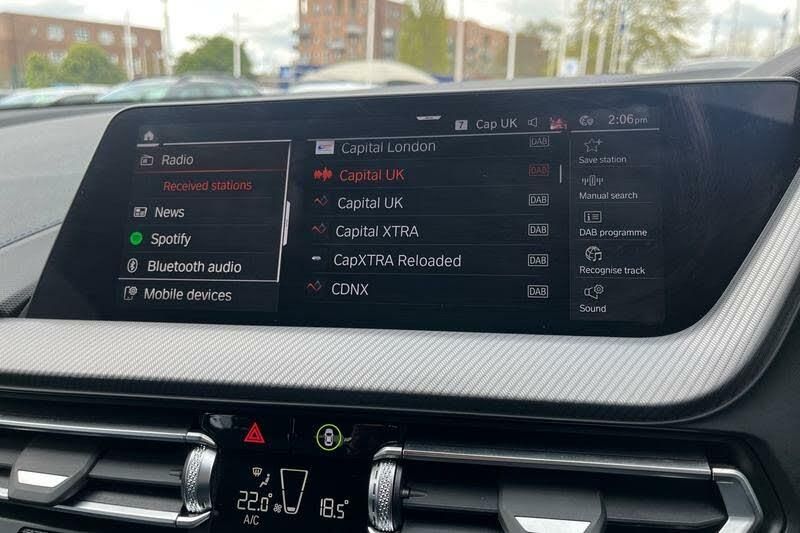 7 Cap UK 2:06pm
Radio
Received stations
News
Spotify
Bluetooth audio
Mobile devices
Capital London DAB
Capital UK DAB
Capital UK DAB
Capital XTRA DAB
CapXTRA Reloaded DAB
CDNX DAB
Save station
Manual search
DAB programme
Recognise track
Sound
22.0°
A/C
18.5°